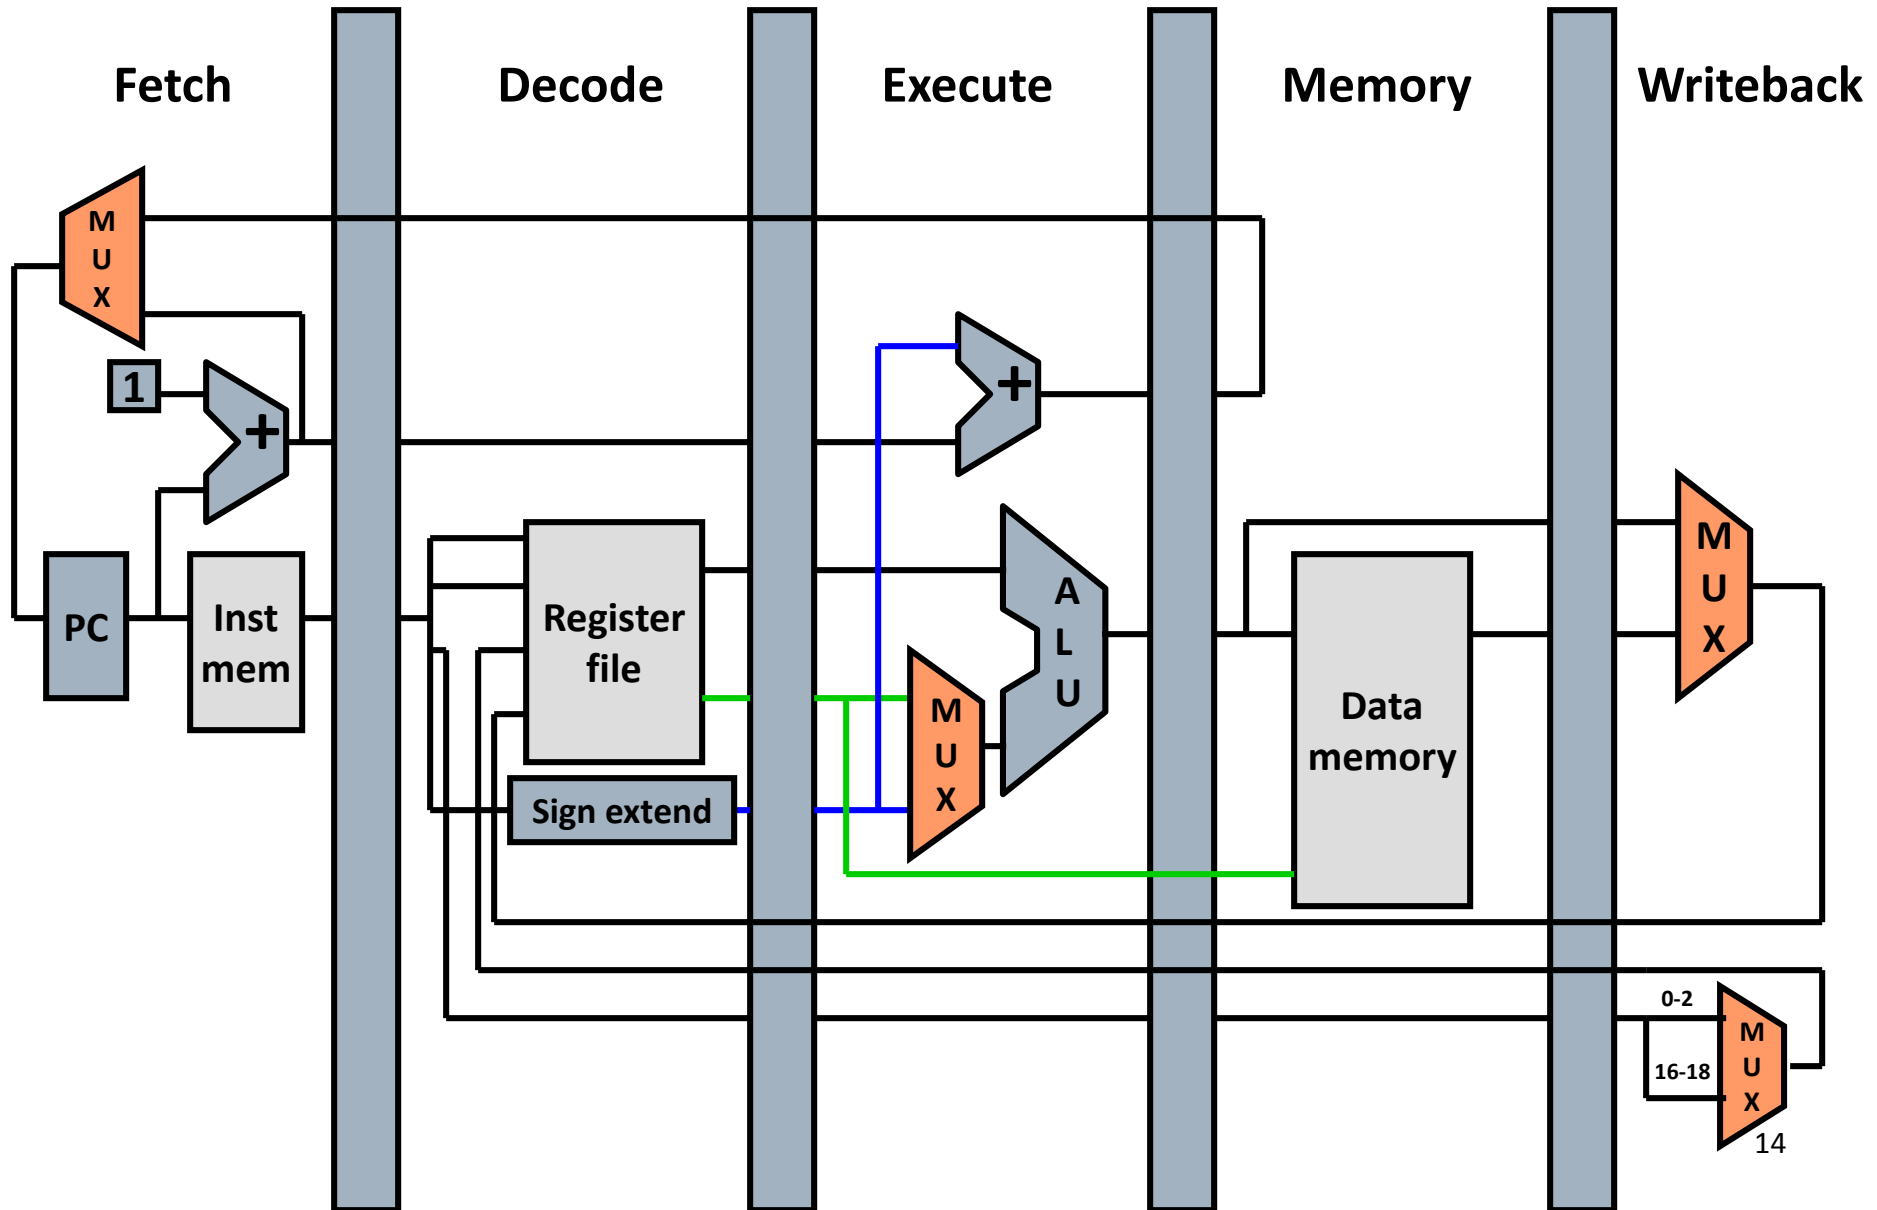 Fetch
Decode
Execute
Memory
Writeback
M
U
X
1
+
+
PC
Inst
mem
Register
file
Sign extend
M
U
X
A
L
U
Data
memory
M
U
X
0-2
16-18
M
U
X
14